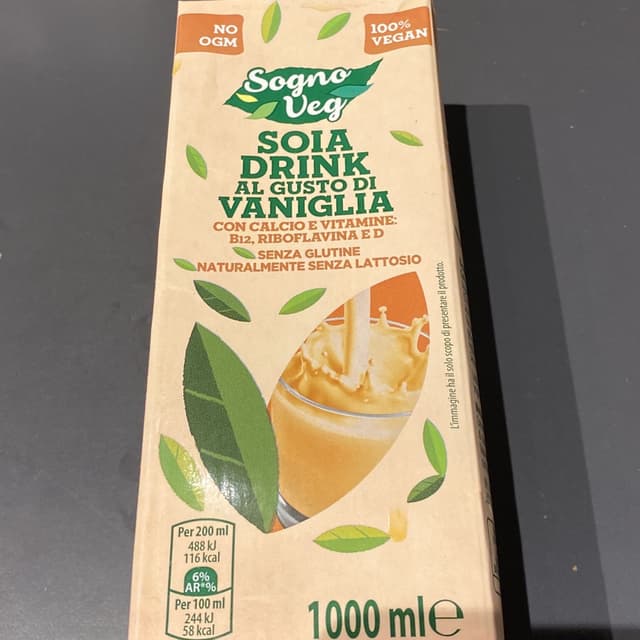 NO
OGM
100%
VEGAN
Sogno
Veg
SOIA
DRINK
AL GUSTO DI
VANIGLIA
CON CALCIO E VITAMINE:
B12, RIBOFLAVINA E D
SENZA GLUTINE
NATURALMENTE SENZA LATTOSIO
L'immagine ha il solo scopo di presentare il prodotto.
Per 200 ml
488 kJ
116 kcal
6%
AR*%
Per 100 ml
244 kJ
58 kcal
1000 ml℮